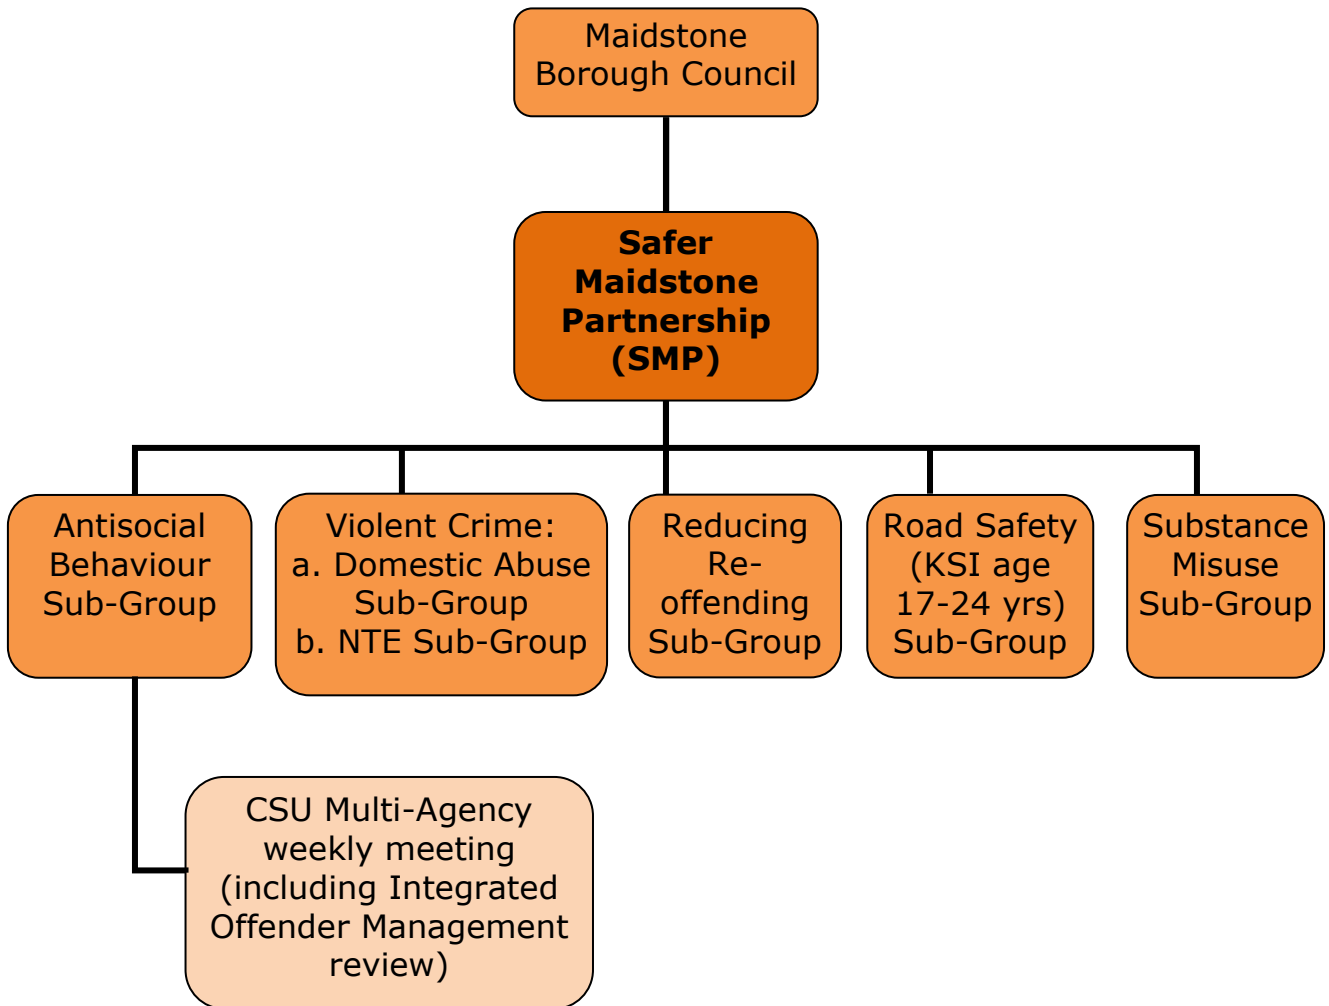 Maidstone
Borough Council
Safer
Maidstone
Partnership
(SMP)
Antisocial
Behaviour
Sub-Group
Violent Crime:
a. Domestic Abuse
Sub-Group
b. NTE Sub-Group
Reducing
Re-
offending
Sub-Group
Road Safety
(KSI age
17-24 yrs)
Sub-Group
Substance
Misuse
Sub-Group
CSU Multi-Agency
weekly meeting
(including Integrated
Offender Management
review)